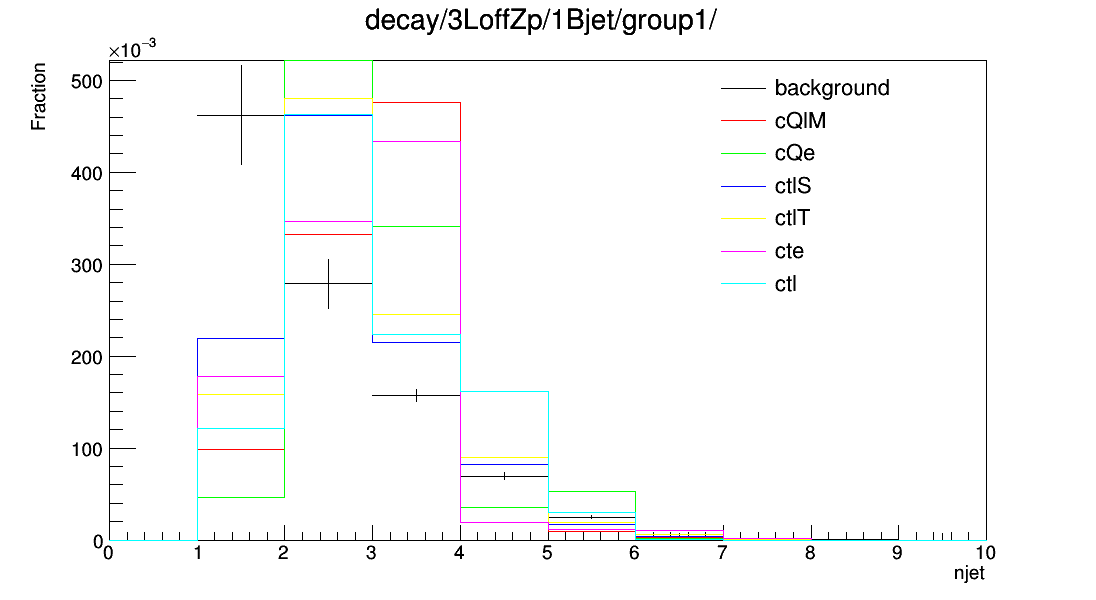 decay/3LoffZp/1Bjet/group1/
×10⁻³
Fraction
500
400
300
200
100
0
0 1 2 3 4 5 6 7 8 9 10
njet
background
cQlM
cQe
ctlS
ctlT
cte
ctl